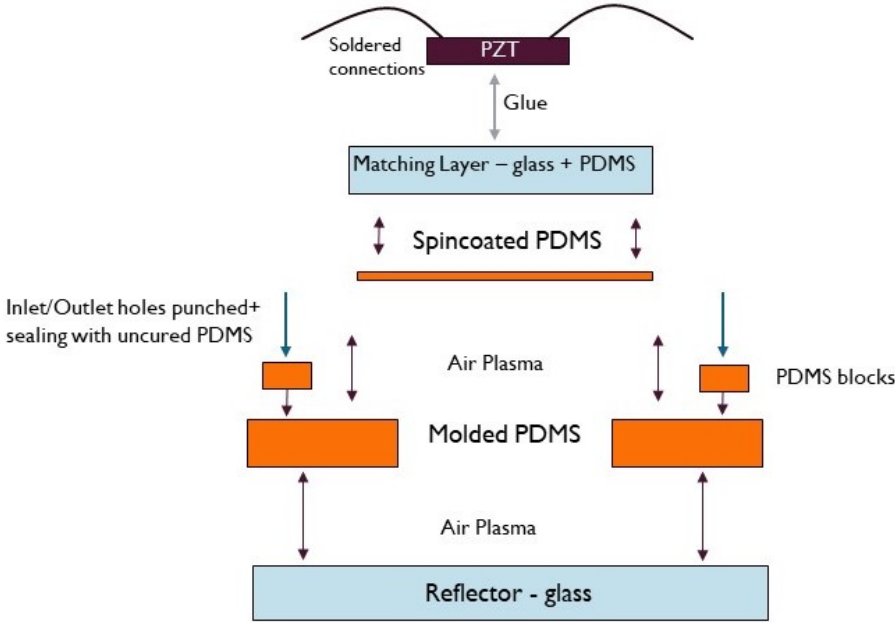 Soldered
connections
PZT
Glue
Matching Layer – glass + PDMS
Spincoated PDMS
Inlet/Outlet holes punched+
sealing with uncured PDMS
Air Plasma
PDMS blocks
Molded PDMS
Air Plasma
Reflector - glass